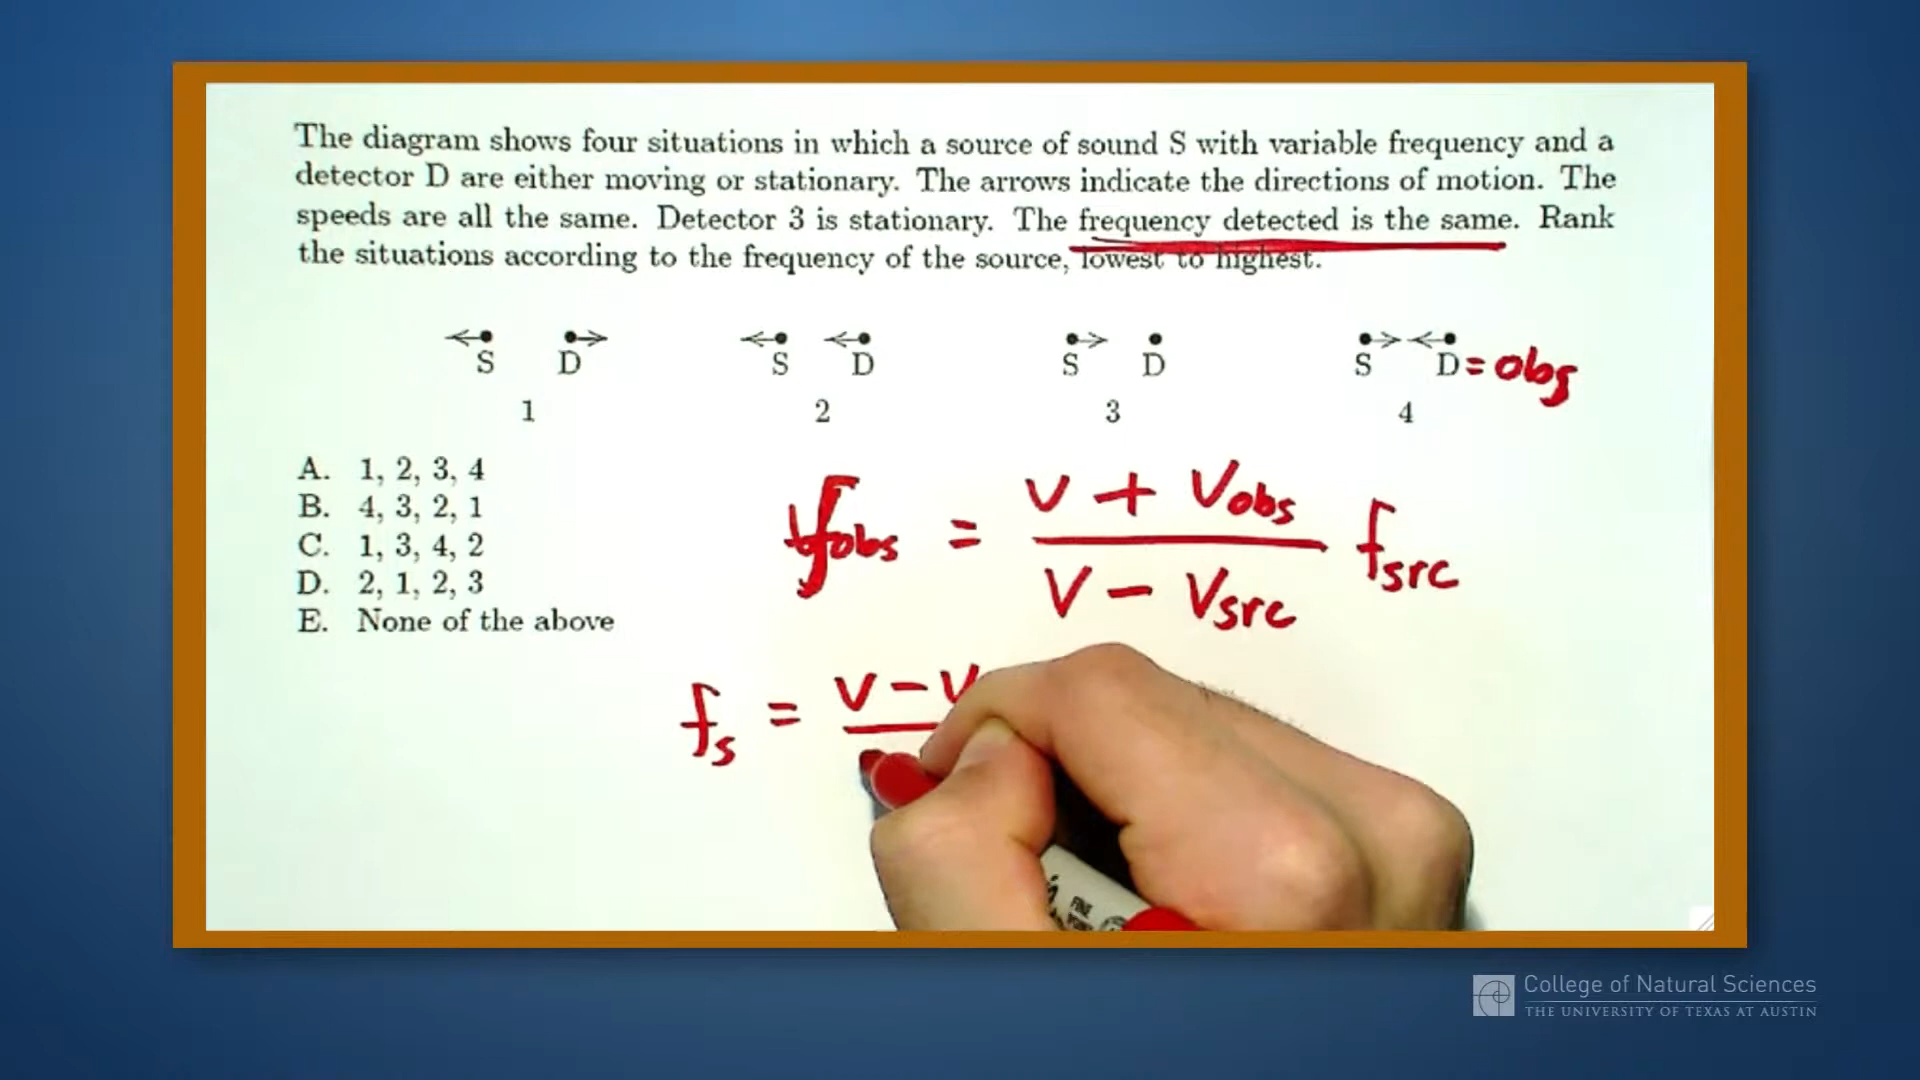 The diagram shows four situations in which a source of sound S with variable frequency and a
detector D are either moving or stationary. The arrows indicate the directions of motion. The
speeds are all the same. Detector 3 is stationary. The frequency detected is the same. Rank
the situations according to the frequency of the source, lowest to highest.
S D S D S D S D = obs
1 2 3 4
A. 1, 2, 3, 4
B. 4, 3, 2, 1
C. 1, 3, 4, 2
D. 2, 1, 2, 3
E. None of the above
fobs = v + vobs / v - vsrc fsrc
fs = v - v
FINE
College of Natural Sciences
THE UNIVERSITY OF TEXAS AT AUSTIN